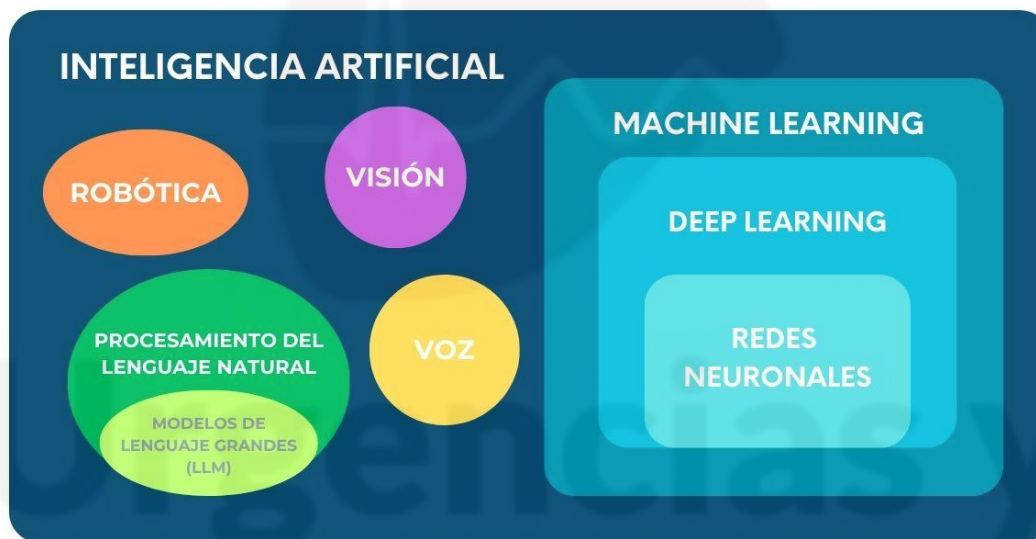 INTELIGENCIA ARTIFICIAL
ROBÓTICA
VISIÓN
PROCESAMIENTO DEL
LENGUAJE NATURAL
MODELOS DE
LENGUAJE GRANDES
(LLM)
VOZ
MACHINE LEARNING
DEEP LEARNING
REDES
NEURONALES
Urgencias y